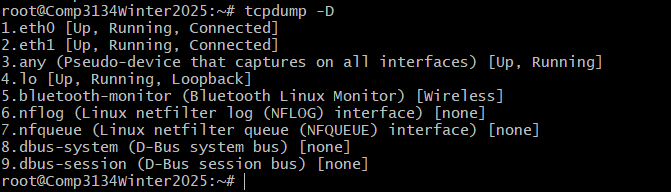 root@Comp3134Winter2025:~# tcpdump -D
1.eth0 [Up, Running, Connected]
2.eth1 [Up, Running, Connected]
3.any (Pseudo-device that captures on all interfaces) [Up, Running]
4.lo [Up, Running, Loopback]
5.bluetooth-monitor (Bluetooth Linux Monitor) [Wireless]
6.nflog (Linux netfilter log (NFLOG) interface) [none]
7.nfqueue (Linux netfilter queue (NFQUEUE) interface) [none]
8.dbus-system (D-Bus system bus) [none]
9.dbus-session (D-Bus session bus) [none]
root@Comp3134Winter2025:~#